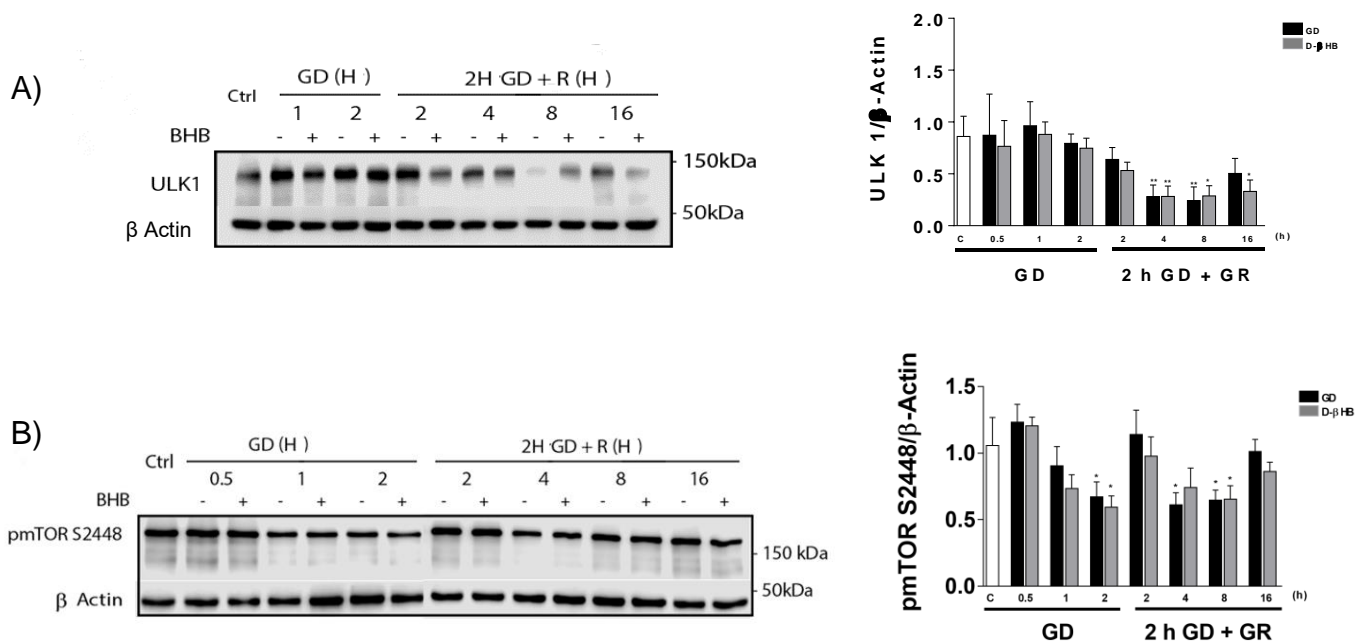 A)
Ctrl
GD (H)
2H GD + R (H)
1 2 2 4 8 16
BHB - + - + - + - + - + - +
ULK1
150kDa
50kDa
β Actin
ULK 1/β-Actin
2.0
1.5
1.0
0.5
0.0
GD
D-βHB
** ** ** * *
C 0.5 1 2 2 4 8 16 (h)
GD 2 h GD + GR
B)
Ctrl
GD (H)
2H GD + R (H)
0.5 1 2 2 4 8 16
BHB - + - + - + - + - + - + - +
pmTOR S2448
150 kDa
50kDa
β Actin
pmTOR S2448/β-Actin
1.5
1.0
0.5
0.0
GD
D-βHB
* * * * *
C 0.5 1 2 2 4 8 16 (h)
GD 2 h GD + GR